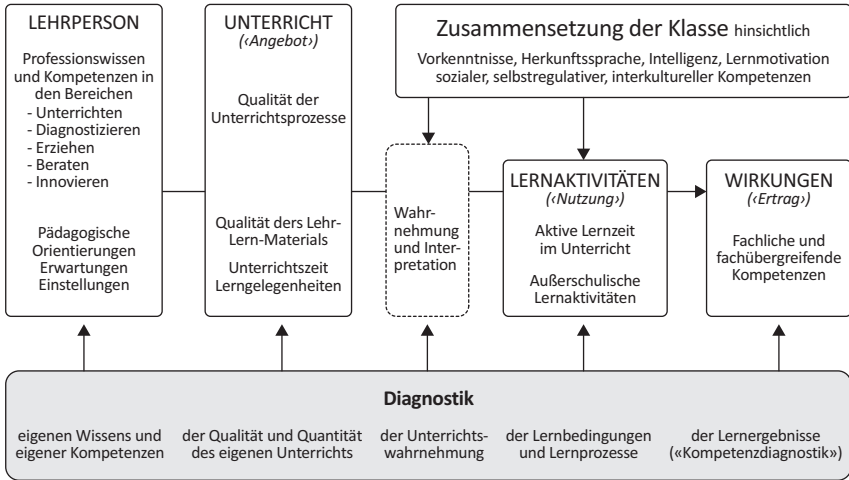 LEHRPERSON
Professionswissen
und Kompetenzen in
den Bereichen
- Unterrichten
- Diagnostizieren
- Erziehen
- Beraten
- Innovieren
Pädagogische
Orientierungen
Erwartungen
Einstellungen
UNTERRICHT
(‹Angebot›)
Qualität der
Unterrichtsprozesse
Qualität ders Lehr-
Lern-Materials
Unterrichtszeit
Lerngelegenheiten
Zusammensetzung der Klasse hinsichtlich
Vorkenntnisse, Herkunftssprache, Intelligenz, Lernmotivation
sozialer, selbstregulativer, interkultureller Kompetenzen
Wahr-
nehmung
und Inter-
pretation
LERNAKTIVITÄTEN
(‹Nutzung›)
Aktive Lernzeit
im Unterricht
Außerschulische
Lernaktivitäten
WIRKUNGEN
(‹Ertrag›)
Fachliche und
fachübergreifende
Kompetenzen
Diagnostik
eigenen Wissens und
eigener Kompetenzen
der Qualität und Quantität
des eigenen Unterrichts
der Unterrichts-
wahrnehmung
der Lernbedingungen
und Lernprozesse
der Lernergebnisse
(«Kompetenzdiagnostik»)